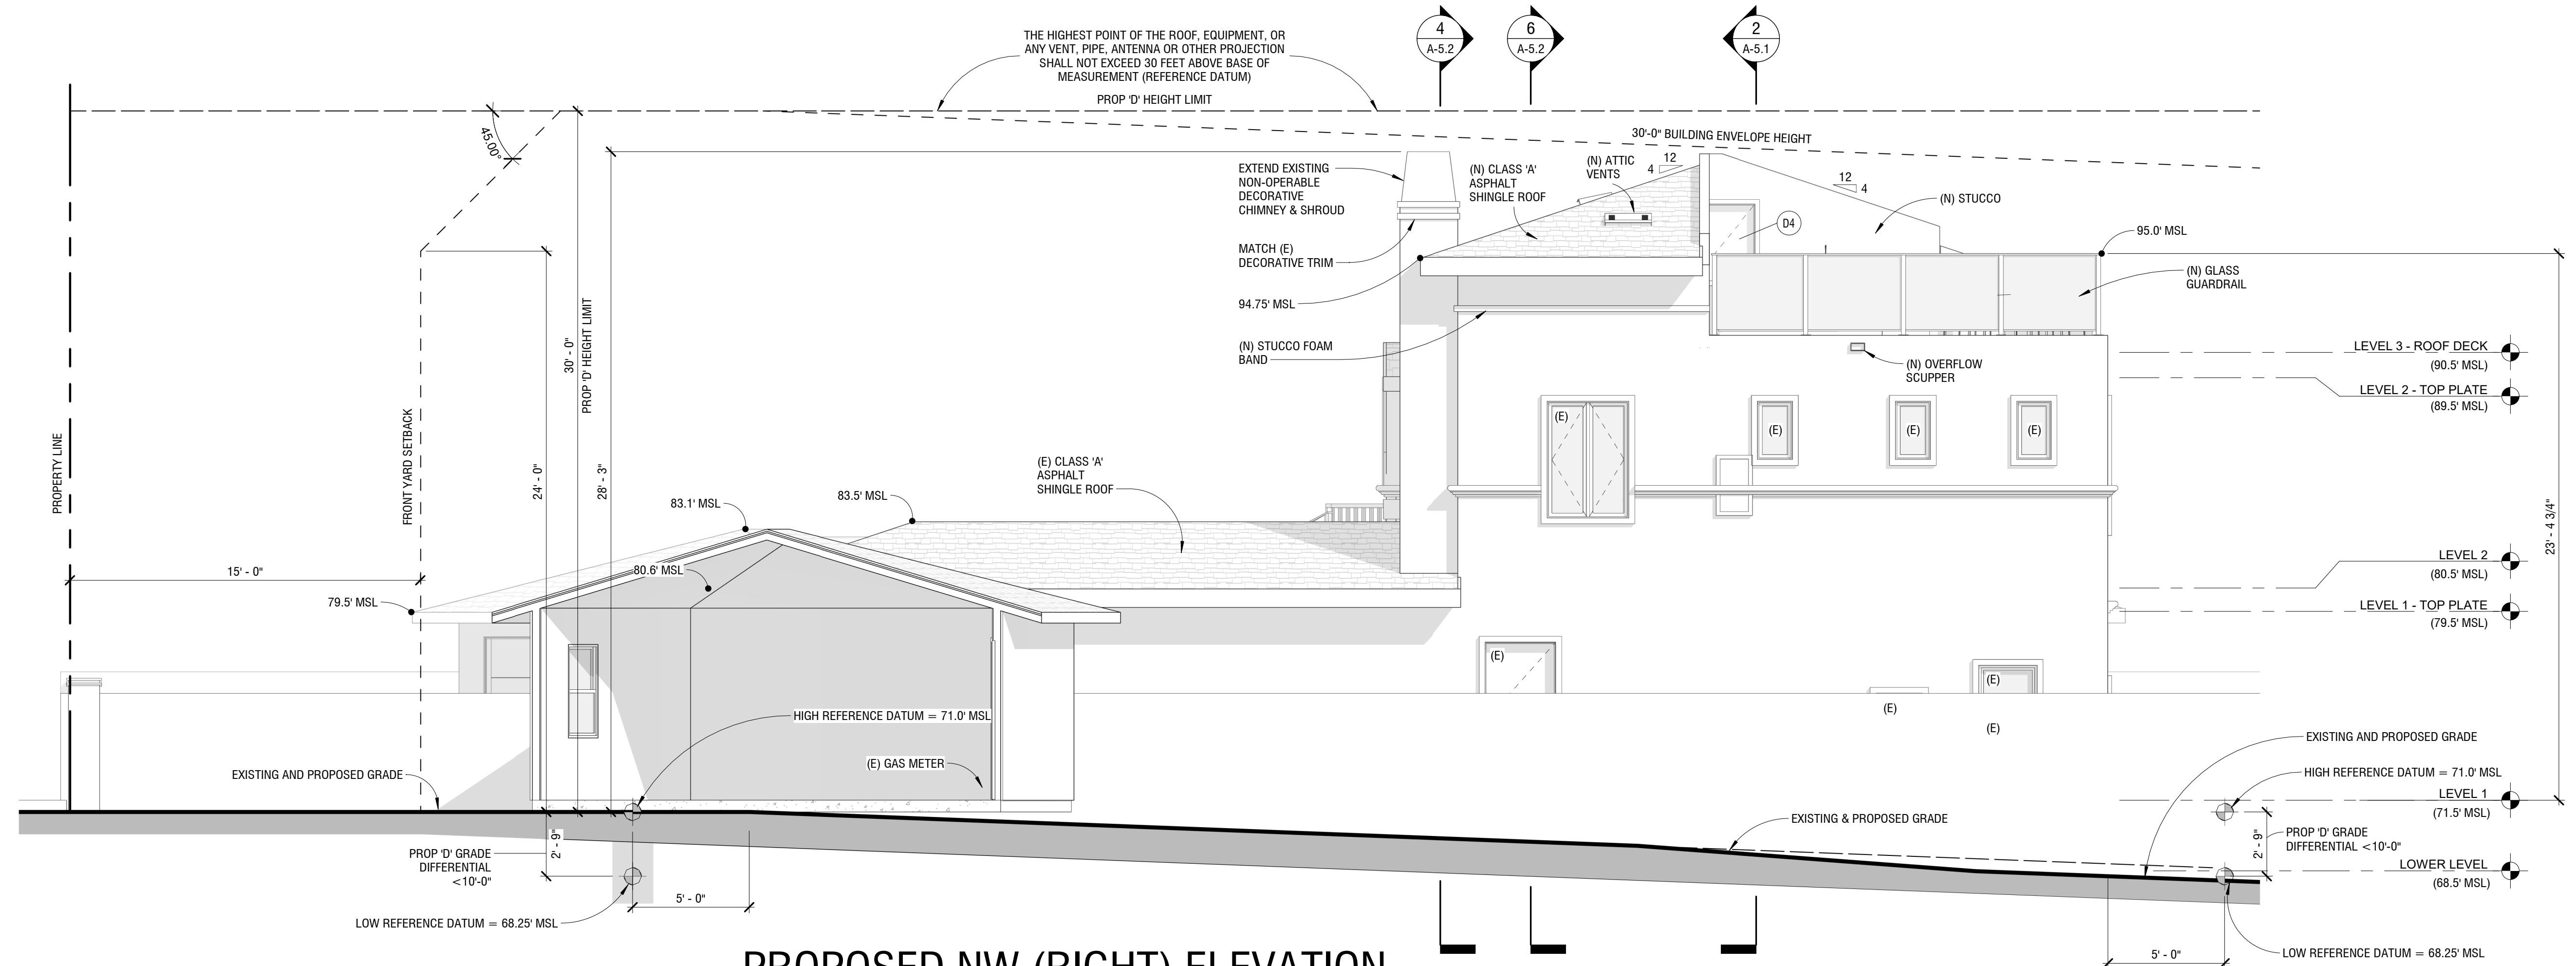 4
A-5.2
6
A-5.2
2
A-5.1
THE HIGHEST POINT OF THE ROOF, EQUIPMENT, OR
ANY VENT, PIPE, ANTENNA OR OTHER PROJECTION
SHALL NOT EXCEED 30 FEET ABOVE BASE OF
MEASUREMENT (REFERENCE DATUM)
PROP 'D' HEIGHT LIMIT
45.00°
30'-0" BUILDING ENVELOPE HEIGHT
EXTEND EXISTING
NON-OPERABLE
DECORATIVE
CHIMNEY & SHROUD
(N) CLASS 'A'
ASPHALT
SHINGLE ROOF
(N) ATTIC
VENTS
12
4
12
4
(N) STUCCO
D4
95.0' MSL
MATCH (E)
DECORATIVE TRIM
(N) GLASS
GUARDRAIL
94.75' MSL
(N) STUCCO FOAM
BAND
(N) OVERFLOW
SCUPPER
LEVEL 3 - ROOF DECK
(90.5' MSL)
LEVEL 2 - TOP PLATE
(89.5' MSL)
PROPERTY LINE
FRONT YARD SETBACK
24' - 0"
30' - 0"
PROP 'D' HEIGHT LIMIT
28' - 3"
(E)
(E)
(E)
(E)
(E) CLASS 'A'
ASPHALT
SHINGLE ROOF
83.1' MSL
83.5' MSL
80.6' MSL
15' - 0"
79.5' MSL
23' - 4 3/4"
LEVEL 2
(80.5' MSL)
LEVEL 1 - TOP PLATE
(79.5' MSL)
(E)
(E)
(E)
(E)
HIGH REFERENCE DATUM = 71.0' MSL
(E) GAS METER
EXISTING AND PROPOSED GRADE
EXISTING AND PROPOSED GRADE
HIGH REFERENCE DATUM = 71.0' MSL
LEVEL 1
(71.5' MSL)
EXISTING & PROPOSED GRADE
2' - 9"
PROP 'D' GRADE
DIFFERENTIAL
<10'-0"
2' - 9"
PROP 'D' GRADE
DIFFERENTIAL <10'-0"
LOWER LEVEL
(68.5' MSL)
5' - 0"
LOW REFERENCE DATUM = 68.25' MSL
5' - 0"
LOW REFERENCE DATUM = 68.25' MSL
PROPOSED NW (RIGHT) ELEVATION